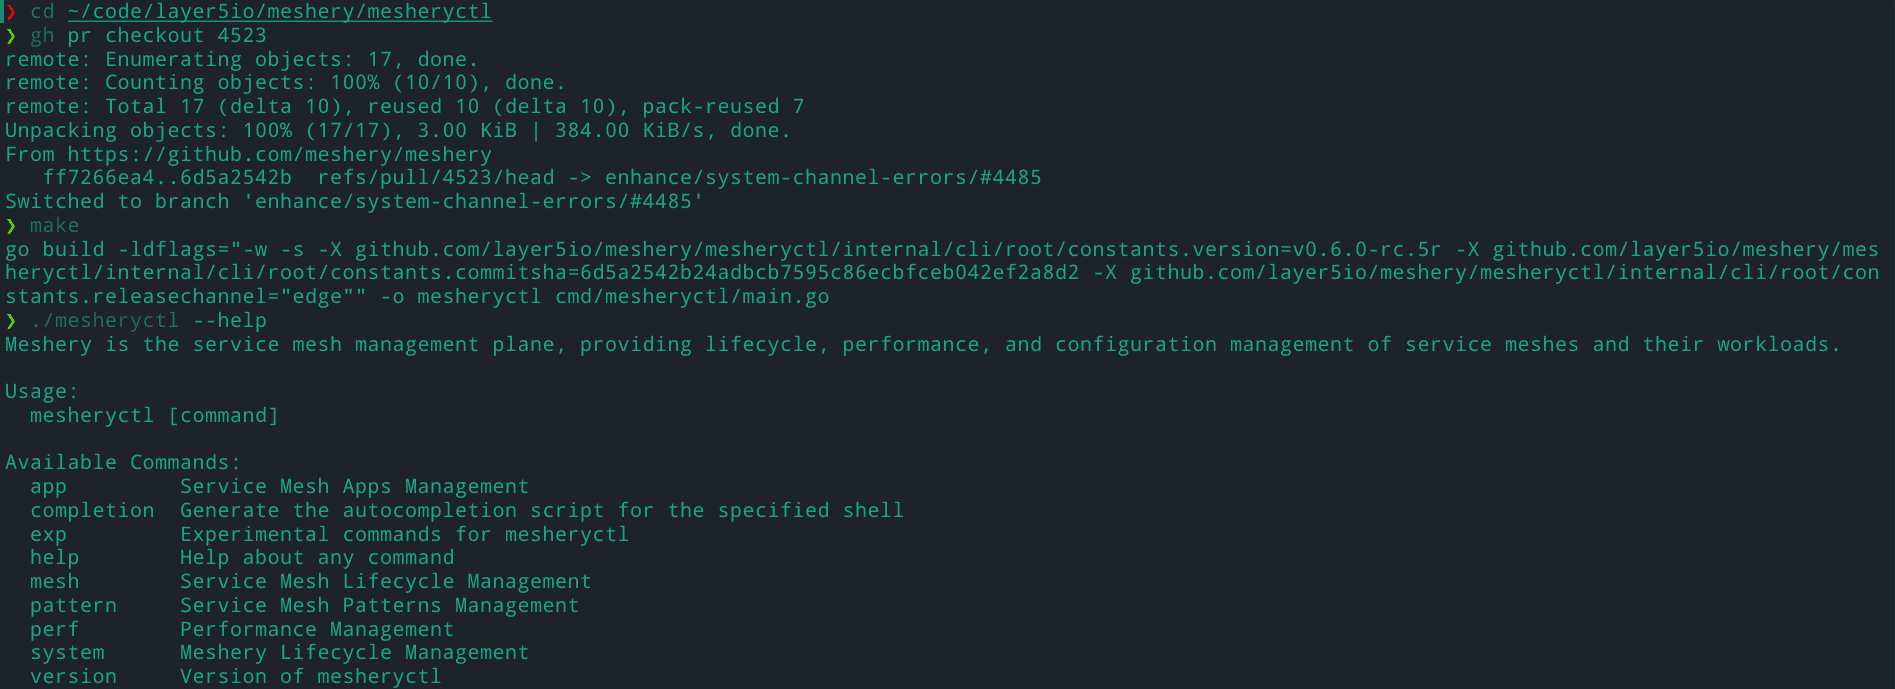 ❯ cd ~/code/layer5io/meshery/mesheryctl
❯ gh pr checkout 4523
remote: Enumerating objects: 17, done.
remote: Counting objects: 100% (10/10), done.
remote: Total 17 (delta 10), reused 10 (delta 10), pack-reused 7
Unpacking objects: 100% (17/17), 3.00 KiB | 384.00 KiB/s, done.
From https://github.com/meshery/meshery
   ff7266ea4..6d5a2542b  refs/pull/4523/head -> enhance/system-channel-errors/#4485
Switched to branch 'enhance/system-channel-errors/#4485'
❯ make
go build -ldflags="-w -s -X github.com/layer5io/meshery/mesheryctl/internal/cli/root/constants.version=v0.6.0-rc.5r -X github.com/layer5io/meshery/mes
heryctl/internal/cli/root/constants.commitsha=6d5a2542b24adbcb7595c86ecbfceb042ef2a8d2 -X github.com/layer5io/meshery/mesheryctl/internal/cli/root/con
stants.releasechannel="edge"" -o mesheryctl cmd/mesheryctl/main.go
❯ ./mesheryctl --help
Meshery is the service mesh management plane, providing lifecycle, performance, and configuration management of service meshes and their workloads.

Usage:
  mesheryctl [command]

Available Commands:
  app         Service Mesh Apps Management
  completion  Generate the autocompletion script for the specified shell
  exp         Experimental commands for mesheryctl
  help        Help about any command
  mesh        Service Mesh Lifecycle Management
  pattern     Service Mesh Patterns Management
  perf        Performance Management
  system      Meshery Lifecycle Management
  version     Version of mesheryctl